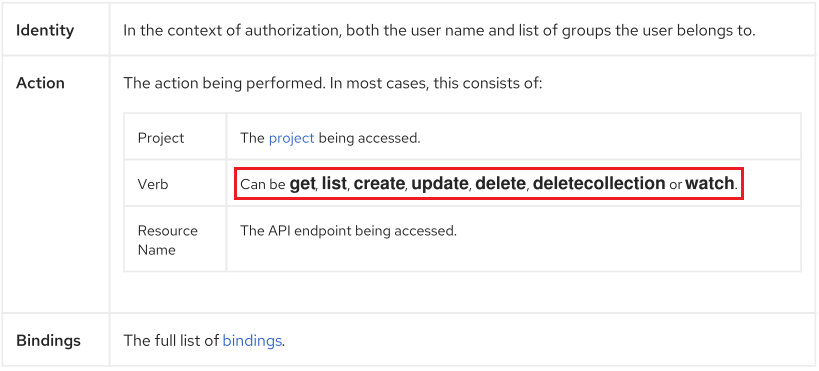 Identity
In the context of authorization, both the user name and list of groups the user belongs to.
Action
The action being performed. In most cases, this consists of:
Project
The project being accessed.
Verb
Can be get, list, create, update, delete, deletecollection or watch.
Resource
Name
The API endpoint being accessed.
Bindings
The full list of bindings.